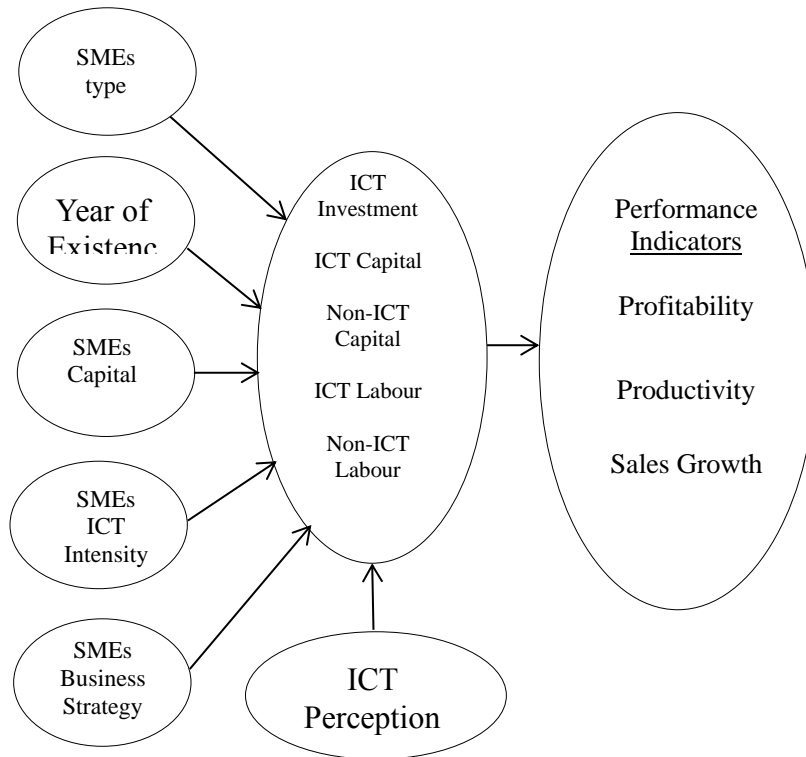 SMEs
type
Year of
Existenc
SMEs
Capital
SMEs
ICT
Intensity
SMEs
Business
Strategy
ICT
Investment
ICT Capital
Non-ICT
Capital
ICT Labour
Non-ICT
Labour
ICT
Perception
Performance
Indicators
Profitability
Productivity
Sales Growth